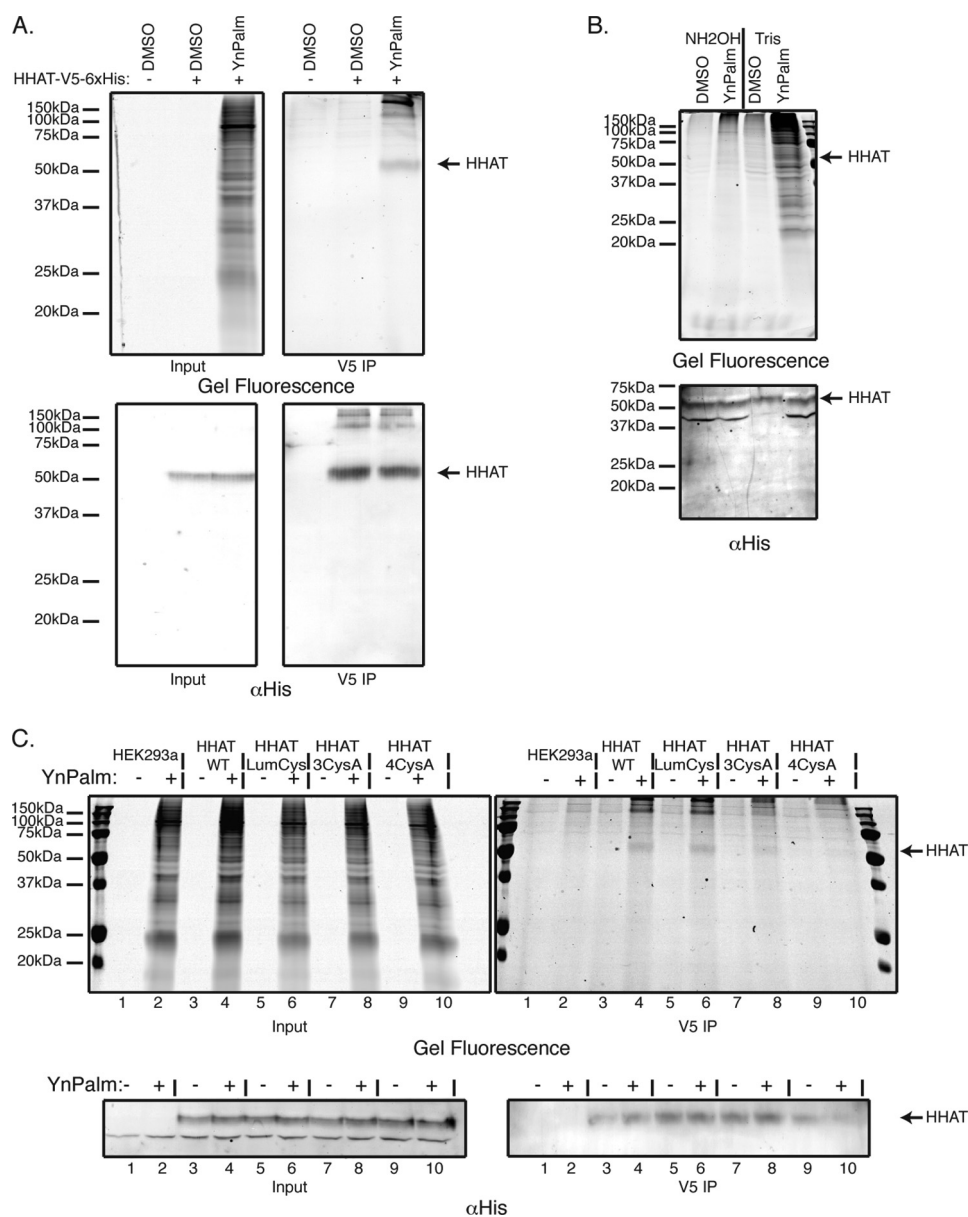 A.
- DMSO
+ DMSO
+ YnPalm
- DMSO
+ DMSO
+ YnPalm
HHAT-V5-6xHis:
150kDa
100kDa
75kDa
50kDa
37kDa
25kDa
20kDa
HHAT
Input
V5 IP
Gel Fluorescence
150kDa
100kDa
75kDa
50kDa
37kDa
25kDa
20kDa
HHAT
Input
V5 IP
αHis
B.
NH2OH
Tris
DMSO
YnPalm
DMSO
YnPalm
150kDa
100kDa
75kDa
50kDa
37kDa
25kDa
20kDa
HHAT
Gel Fluorescence
75kDa
50kDa
37kDa
25kDa
20kDa
HHAT
αHis
C.
HEK293a
HHAT WT
HHAT LumCys
HHAT 3CysA
HHAT 4CysA
HEK293a
HHAT WT
HHAT LumCys
HHAT 3CysA
HHAT 4CysA
YnPalm: - + - + - + - + - +
- + - + - + - + - +
150kDa
100kDa
75kDa
50kDa
37kDa
25kDa
20kDa
HHAT
1 2 3 4 5 6 7 8 9 10
1 2 3 4 5 6 7 8 9 10
Input
V5 IP
Gel Fluorescence
YnPalm: - + - + - + - + - +
- + - + - + - + - +
HHAT
1 2 3 4 5 6 7 8 9 10
1 2 3 4 5 6 7 8 9 10
Input
V5 IP
αHis